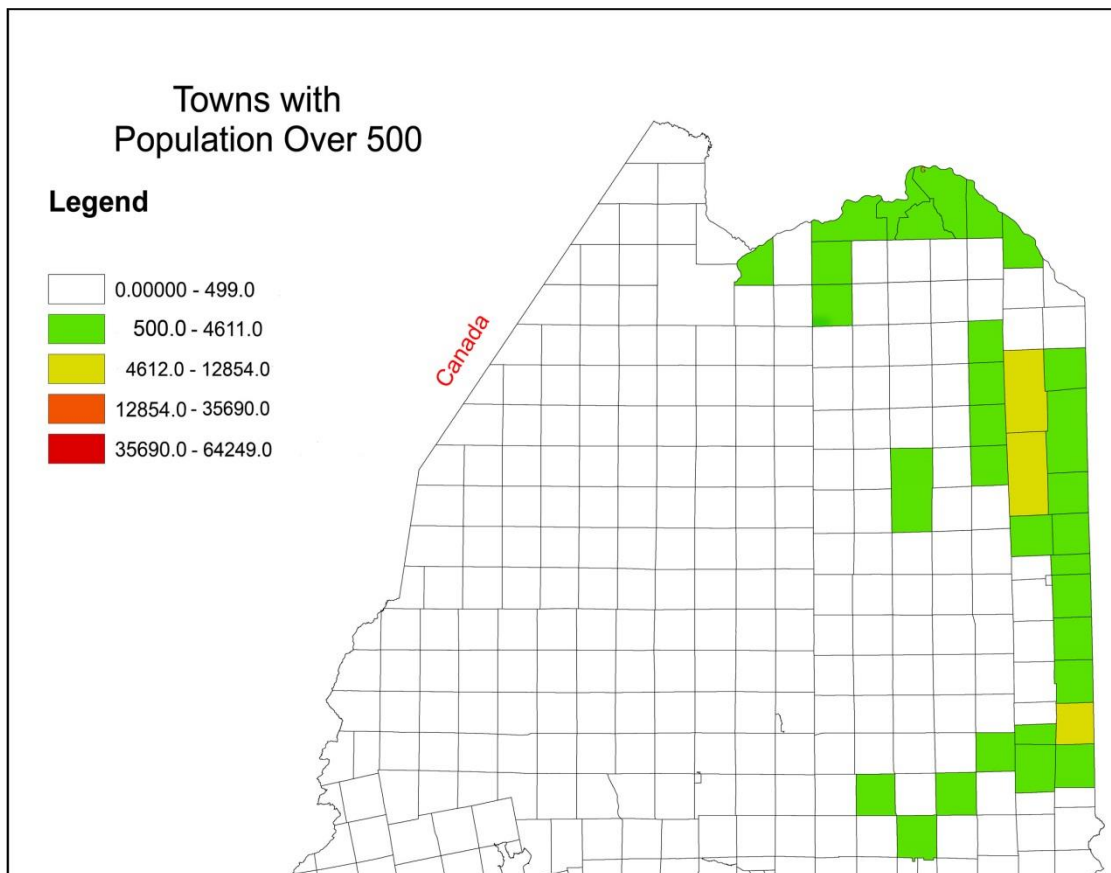 Towns with
Population Over 500
Legend
0.00000 - 499.0
500.0 - 4611.0
4612.0 - 12854.0
12854.0 - 35690.0
35690.0 - 64249.0
Canada